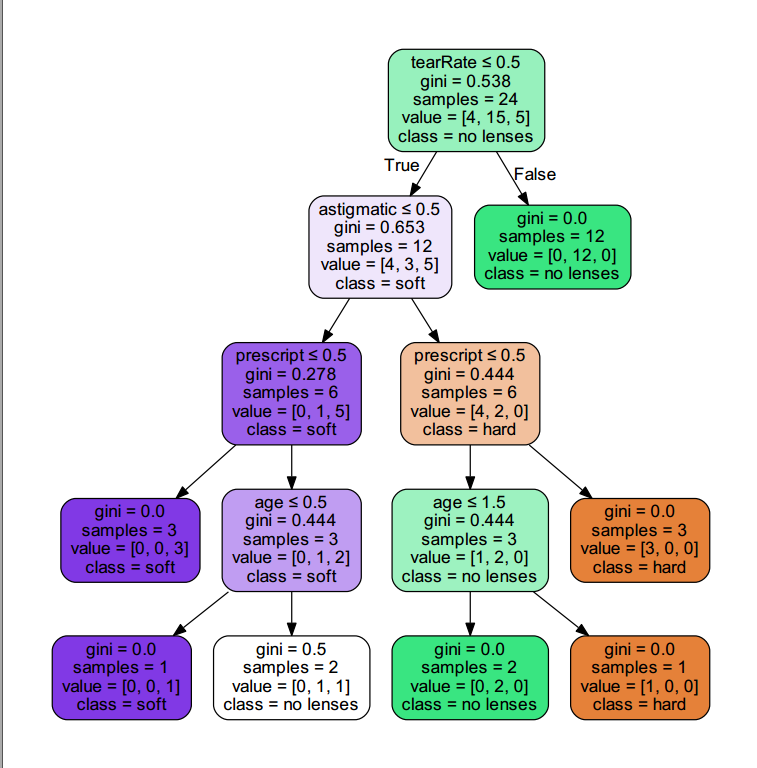 tearRate ≤ 0.5
gini = 0.538
samples = 24
value = [4, 15, 5]
class = no lenses
True
False
astigmatic ≤ 0.5
gini = 0.653
samples = 12
value = [4, 3, 5]
class = soft
gini = 0.0
samples = 12
value = [0, 12, 0]
class = no lenses
prescript ≤ 0.5
gini = 0.278
samples = 6
value = [0, 1, 5]
class = soft
prescript ≤ 0.5
gini = 0.444
samples = 6
value = [4, 2, 0]
class = hard
gini = 0.0
samples = 3
value = [0, 0, 3]
class = soft
age ≤ 0.5
gini = 0.444
samples = 3
value = [0, 1, 2]
class = soft
age ≤ 1.5
gini = 0.444
samples = 3
value = [1, 2, 0]
class = no lenses
gini = 0.0
samples = 3
value = [3, 0, 0]
class = hard
gini = 0.0
samples = 1
value = [0, 0, 1]
class = soft
gini = 0.5
samples = 2
value = [0, 1, 1]
class = no lenses
gini = 0.0
samples = 2
value = [0, 2, 0]
class = no lenses
gini = 0.0
samples = 1
value = [1, 0, 0]
class = hard